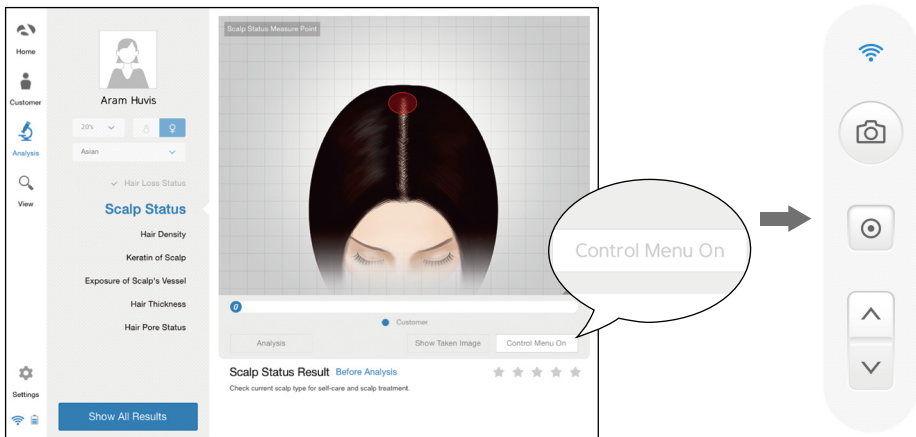 Home
Customer
Analysis
View
Settings
Aram Huvis
20's
Asian
Hair Loss Status
Scalp Status
Hair Density
Keratin of Scalp
Exposure of Scalp's Vessel
Hair Thickness
Hair Pore Status
Show All Results
Scalp Status Measure Point
0
Customer
Analysis
Show Taken Image
Control Menu On
Scalp Status Result Before Analysis
Check current scalp type for self-care and scalp treatment.
Control Menu On